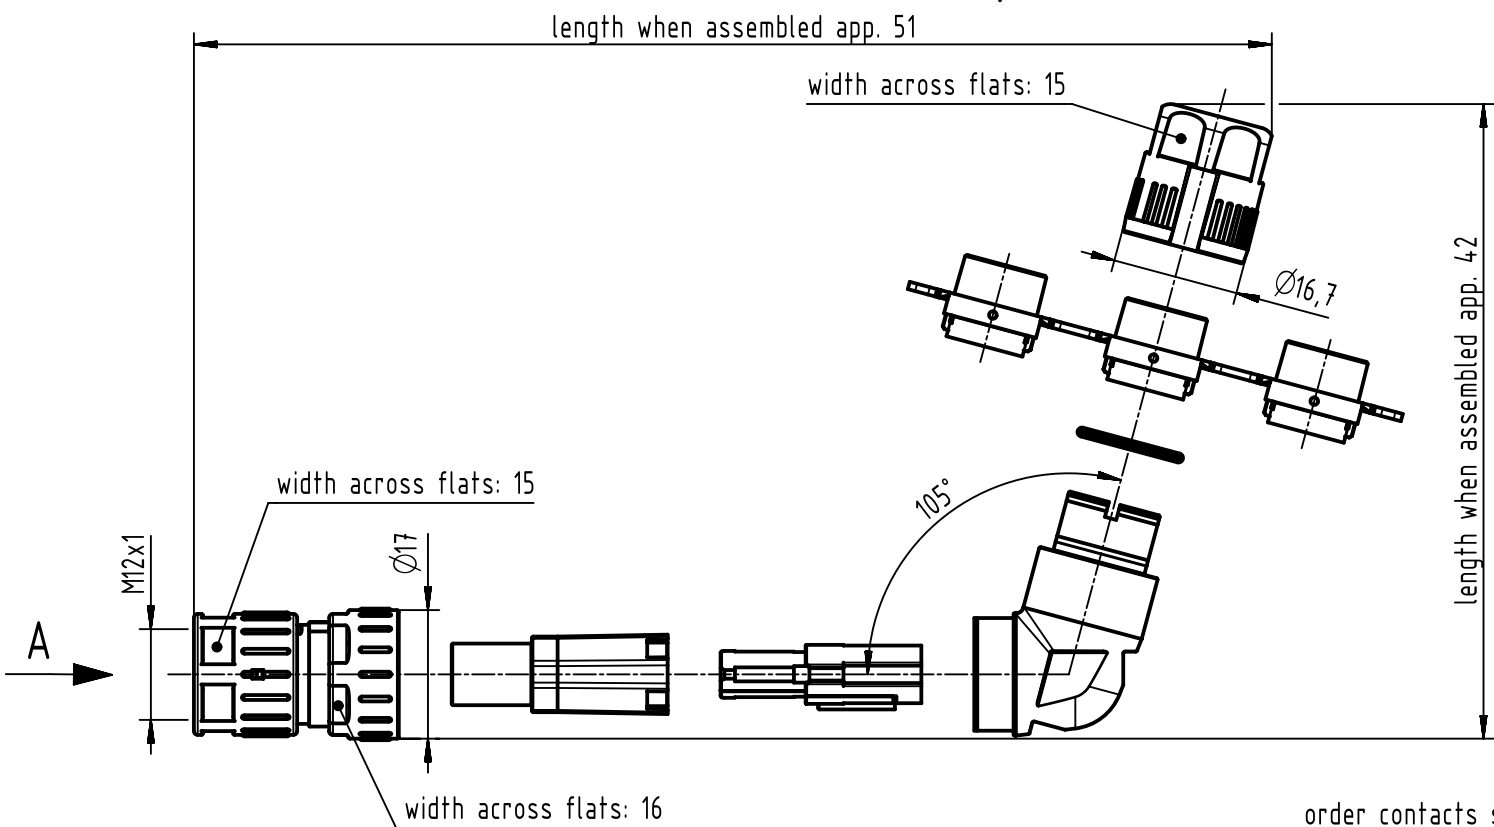 length when assembled app. 51
width across flats: 15
length when assembled app. 42
Ø16,7
width across flats: 15
105°
M12x1
Ø17
A
width across flats: 16
order contacts